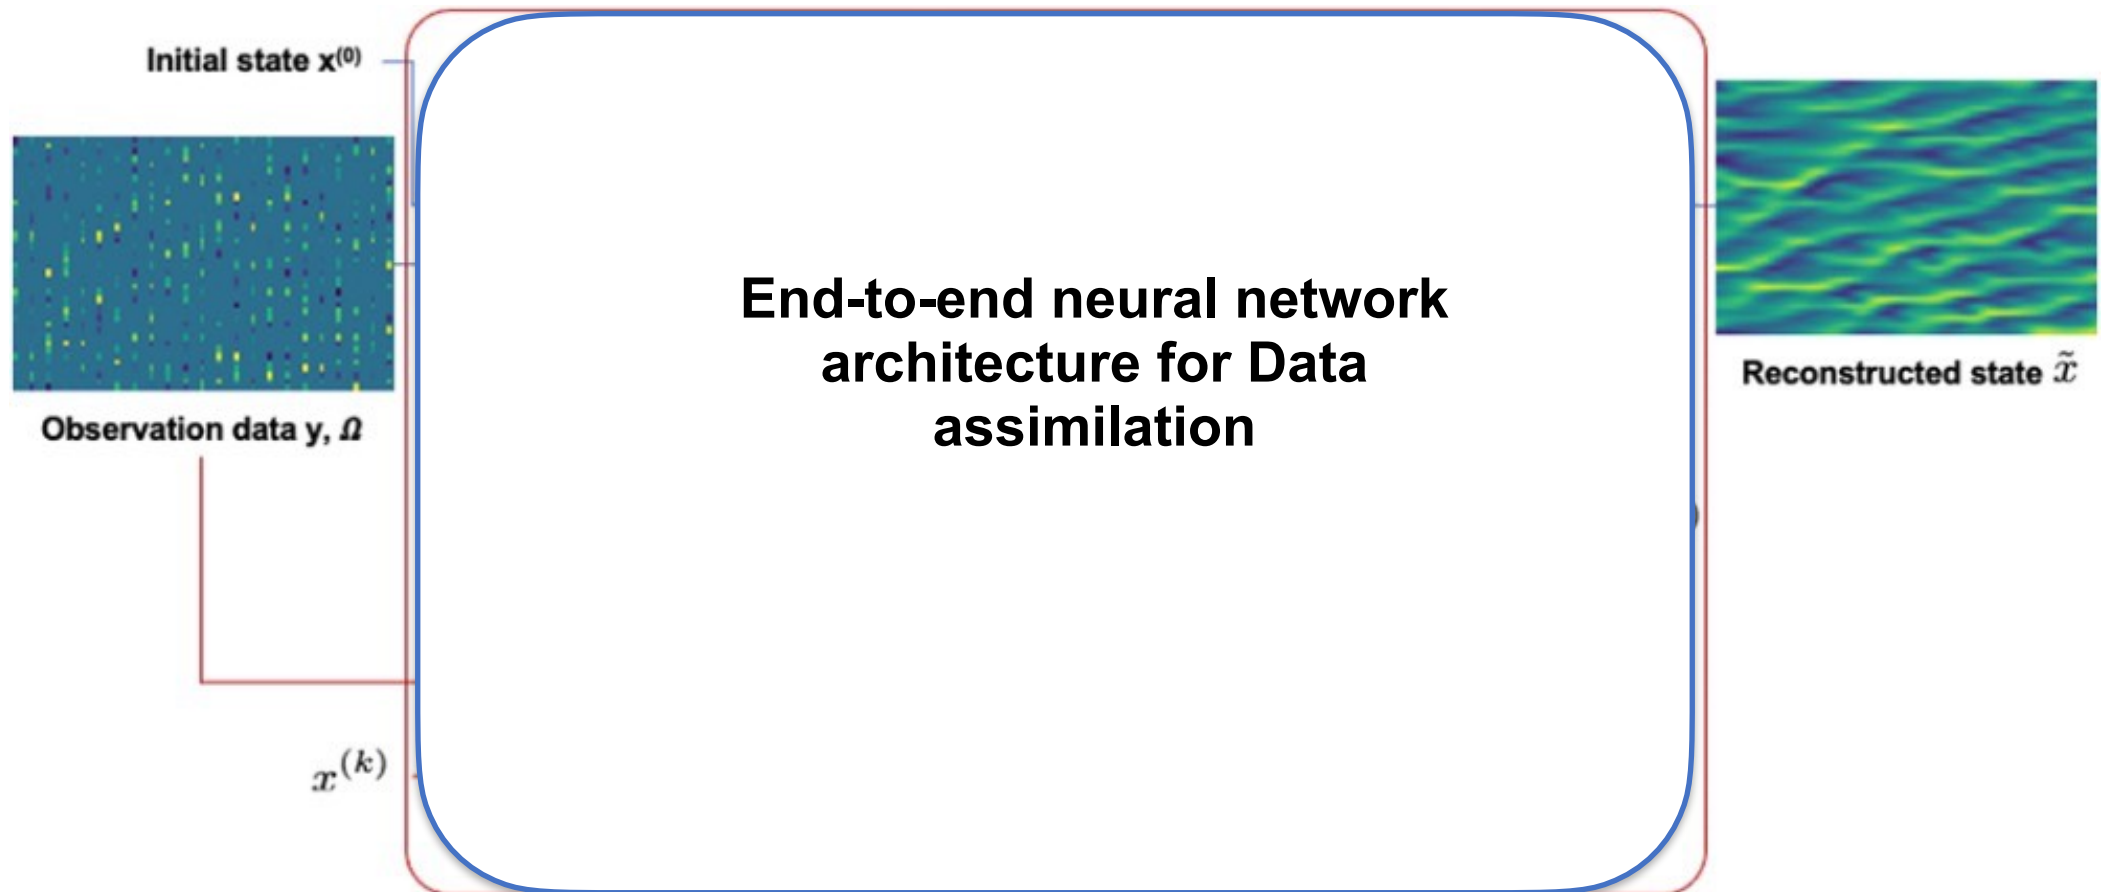 Initial state x⁽⁰⁾
Observation data y, Ω
x⁽ᵏ⁾
End-to-end neural network
architecture for Data
assimilation
)
Reconstructed state x̃